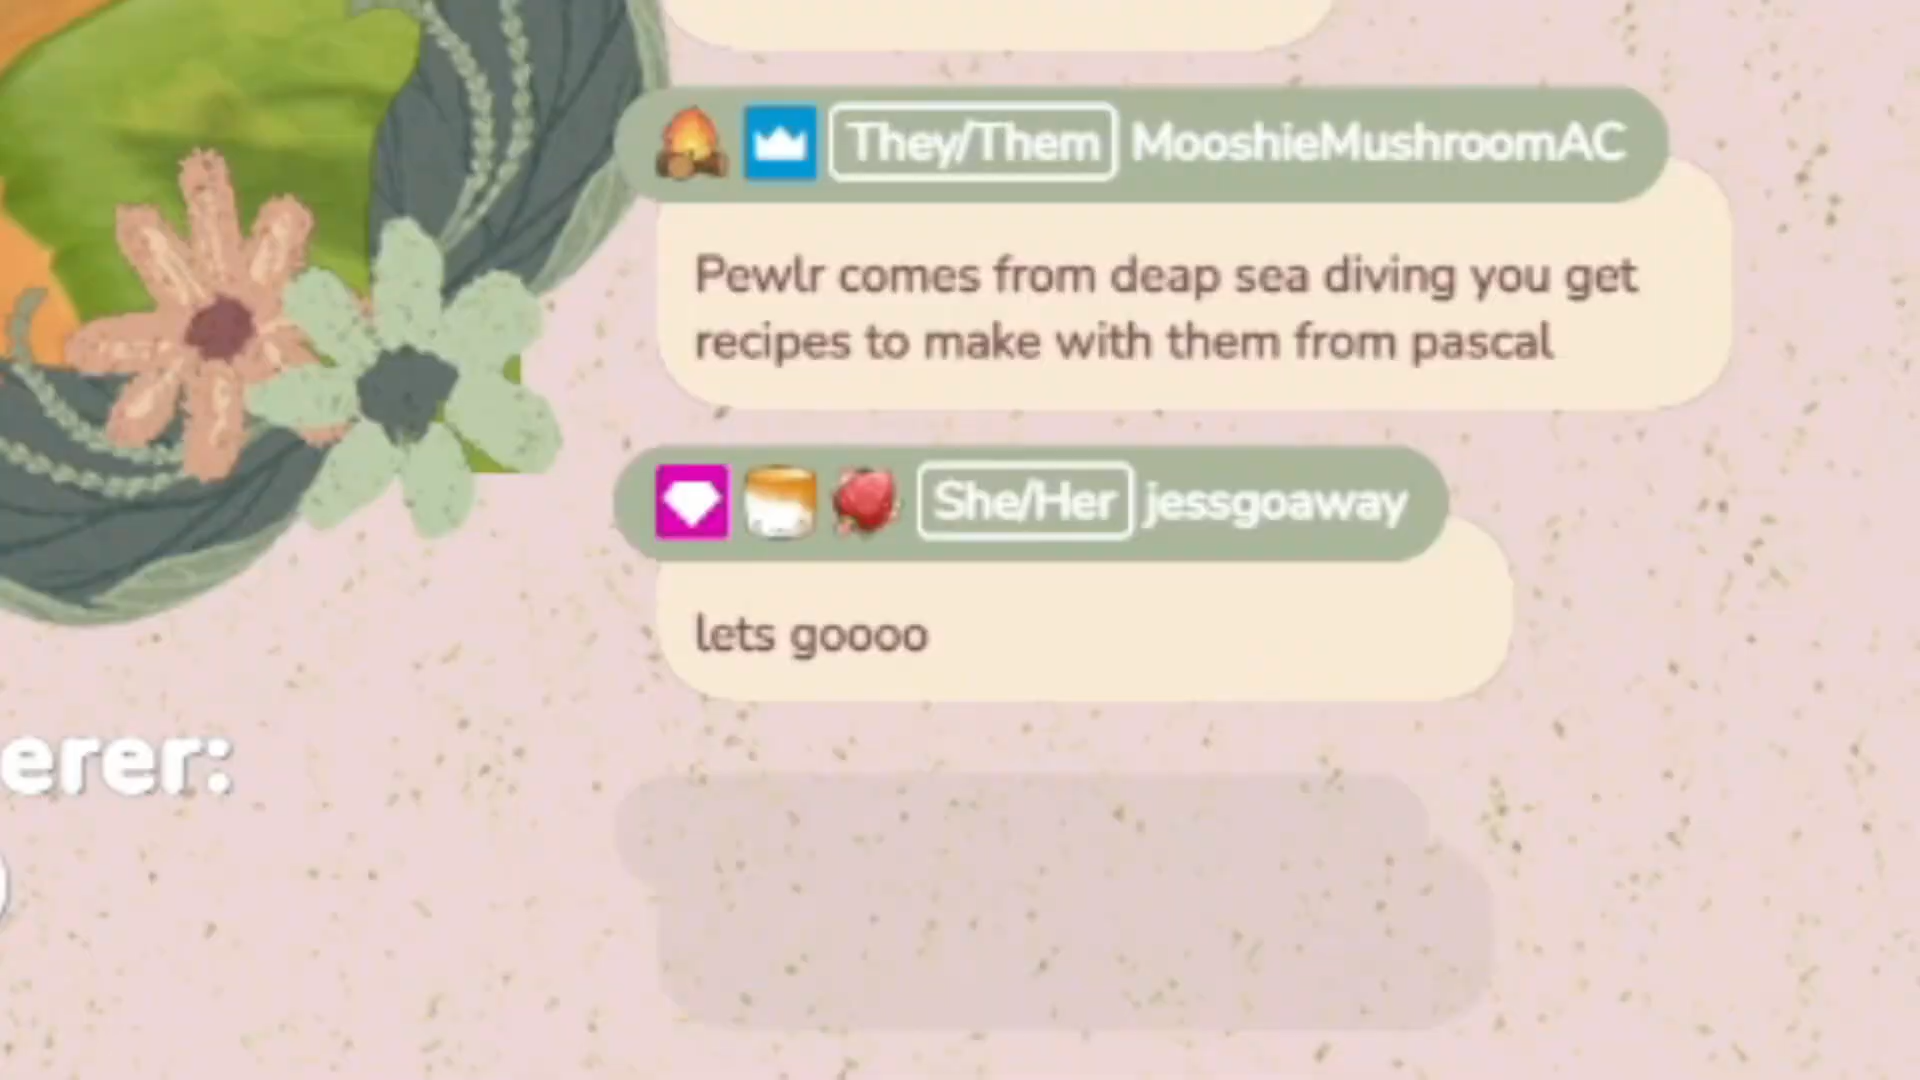 They/Them MooshieMushroomAC
Pewlr comes from deap sea diving you get
recipes to make with them from pascal
She/Her jessgoaway
lets goooo
erer: